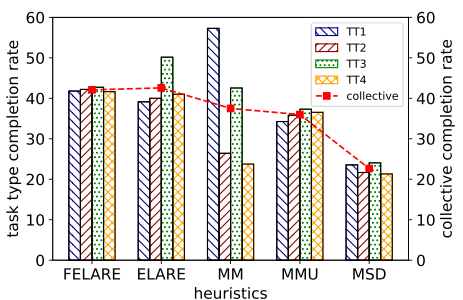 60
50
40
30
20
10
0
task type completion rate
FELARE ELARE MM MMU MSD
heuristics
60
50
40
30
20
10
0
collective completion rate
TT1
TT2
TT3
TT4
collective